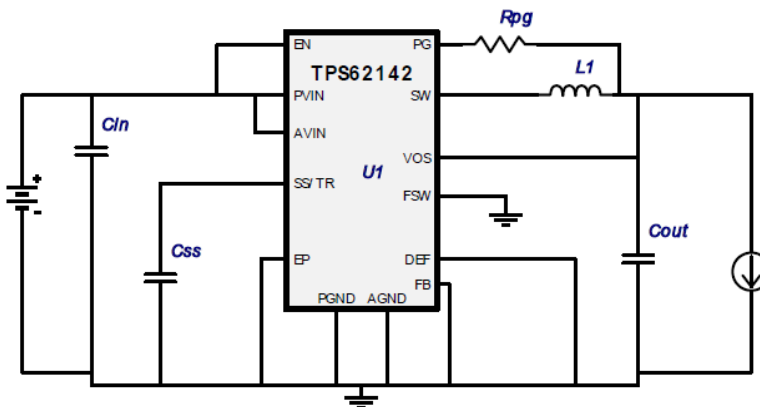 Rpg
EN
PG
TPS62142
L1
PVIN
SW
CIn
AVIN
VOS
U1
SS/TR
FSW
Css
Cout
EP
DEF
FB
PGND
AGND
+
-